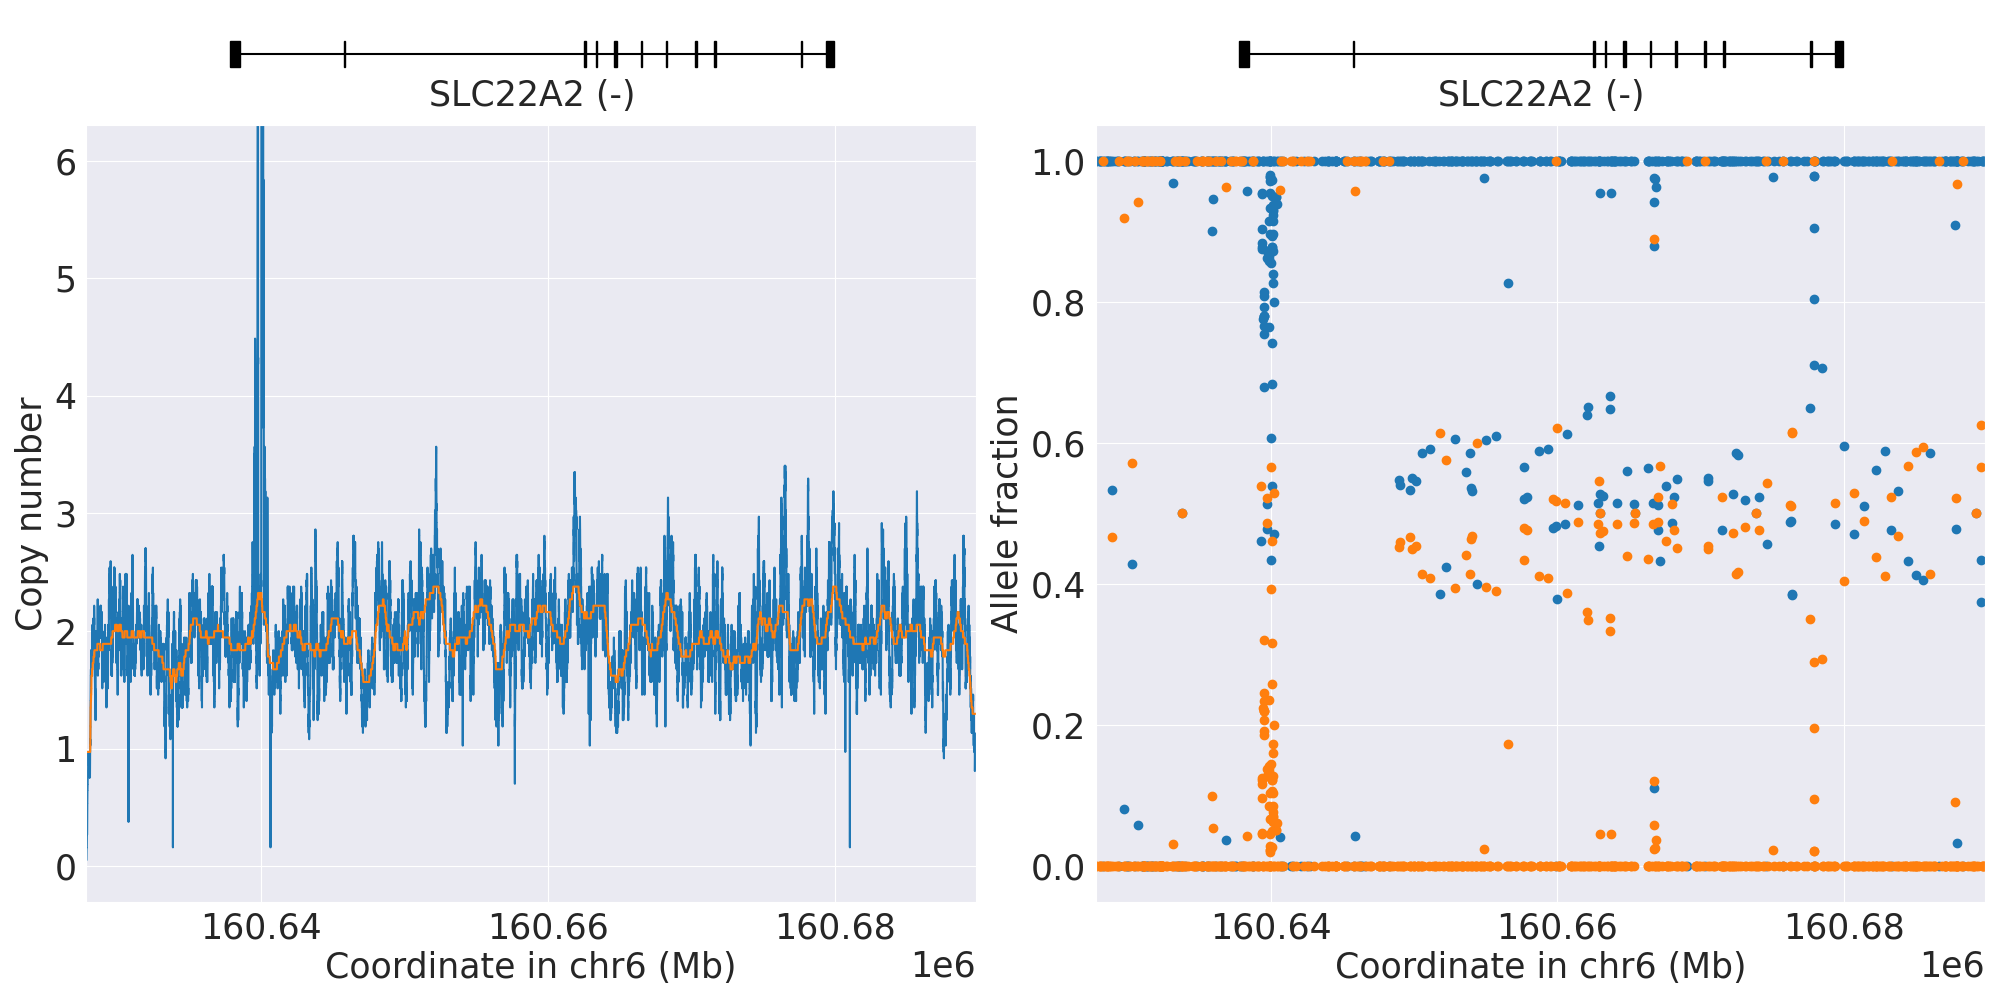 SLC22A2 (-)
SLC22A2 (-)
Copy number
6
5
4
3
2
1
0
160.64
160.66
160.68
Coordinate in chr6 (Mb)
1e6
Allele fraction
1.0
0.8
0.6
0.4
0.2
0.0
160.64
160.66
160.68
Coordinate in chr6 (Mb)
1e6